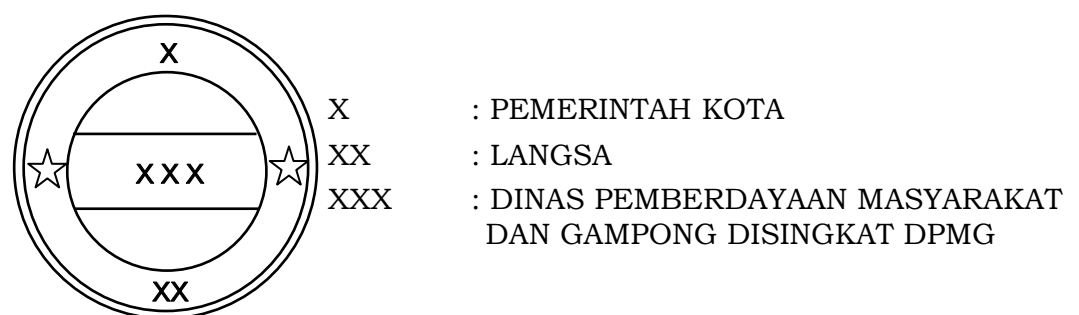 X
X : PEMERINTAH KOTA
XXX
XX : LANGSA
XXX : DINAS PEMBERDAYAAN MASYARAKAT
DAN GAMPONG DISINGKAT DPMG
XX